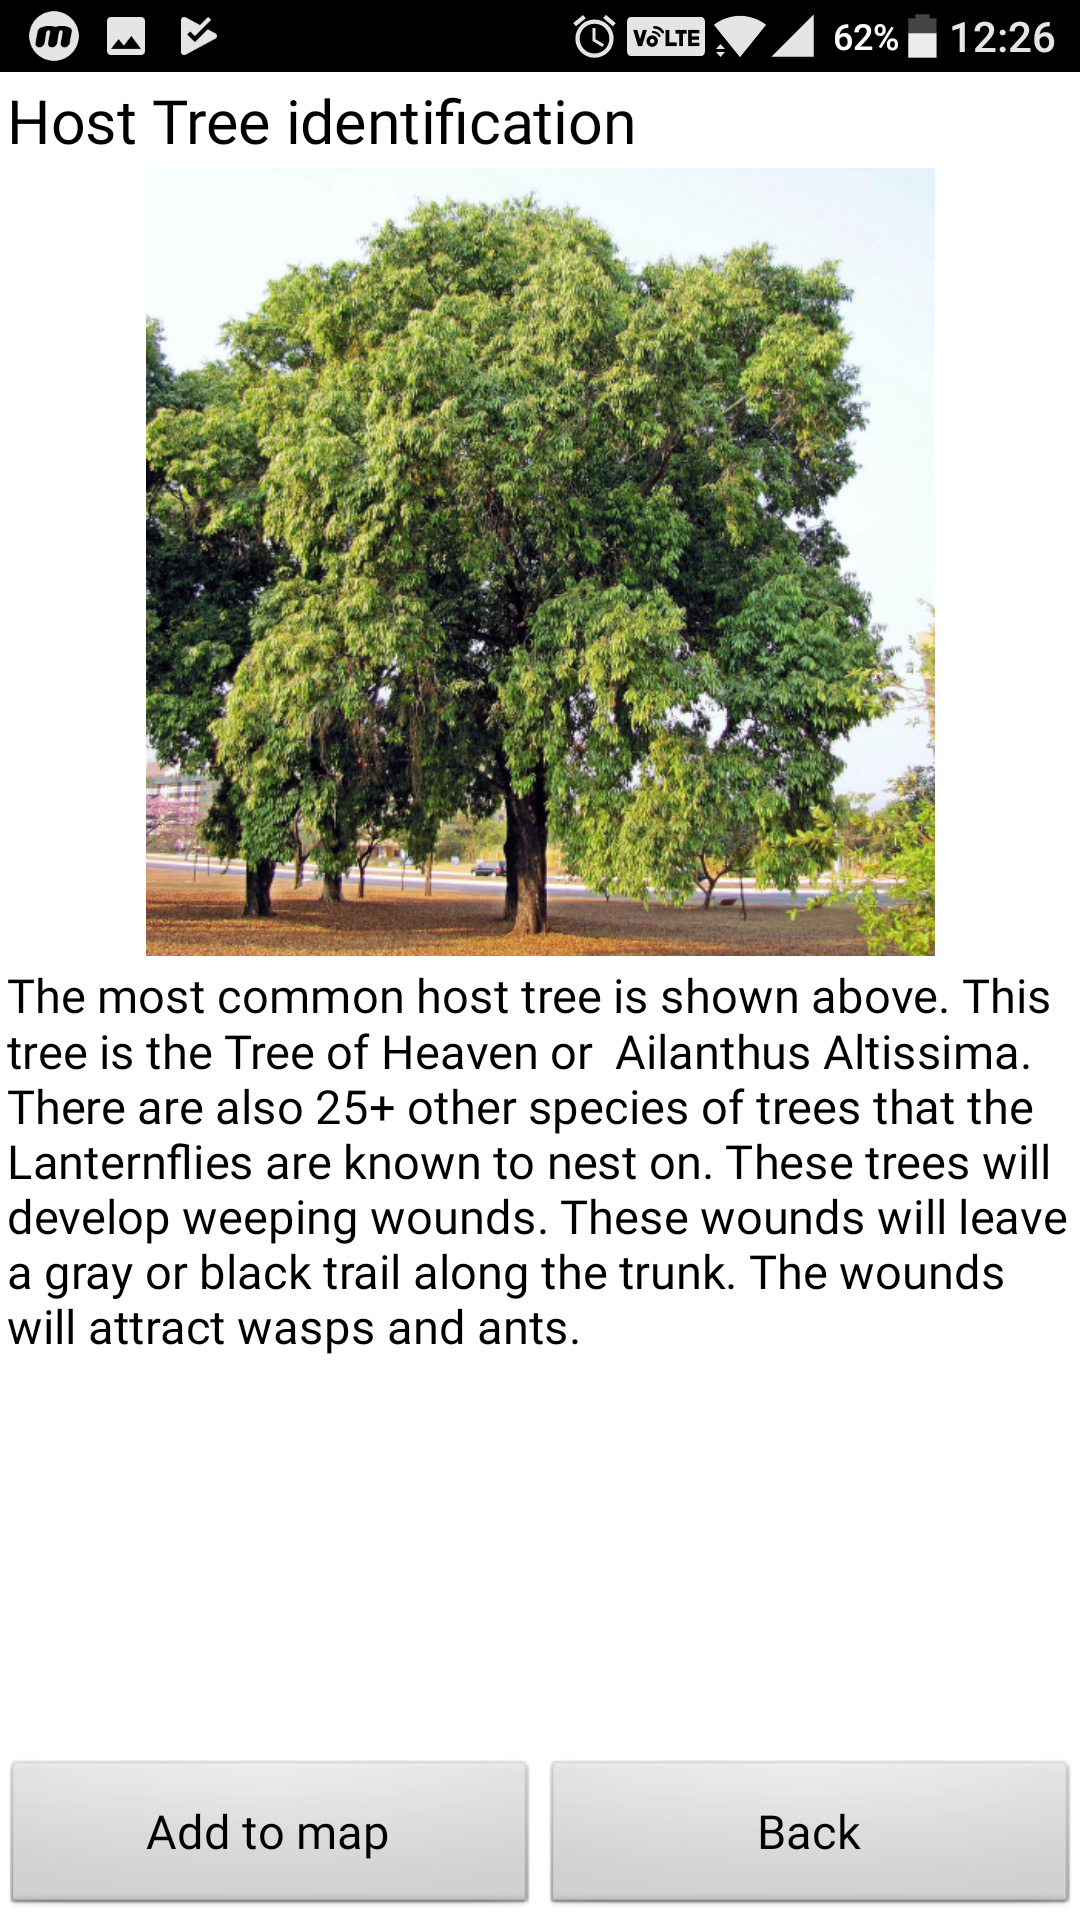 VoLTE 62% 12:26
Host Tree identification
The most common host tree is shown above. This
tree is the Tree of Heaven or  Ailanthus Altissima.
There are also 25+ other species of trees that the
Lanternflies are known to nest on. These trees will
develop weeping wounds. These wounds will leave
a gray or black trail along the trunk. The wounds
will attract wasps and ants.
Add to map
Back